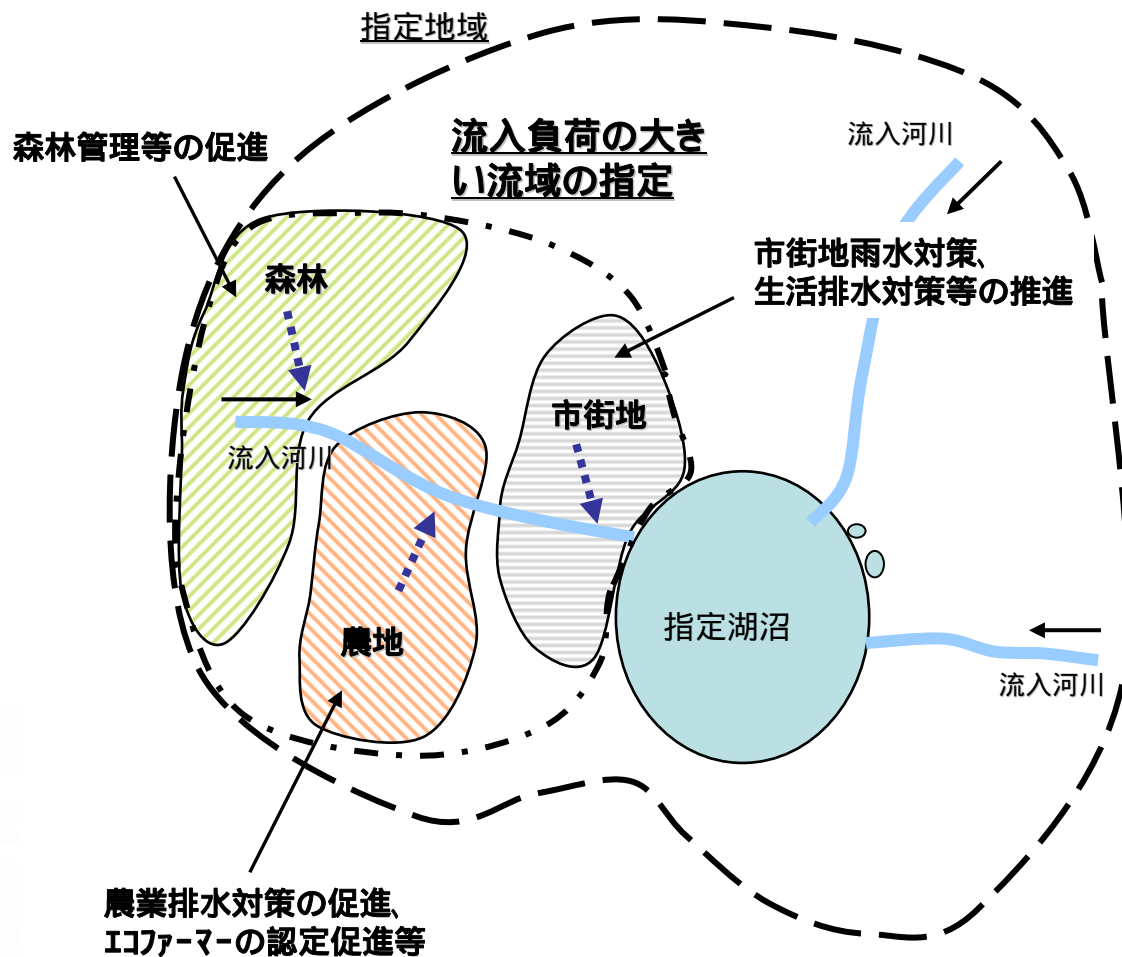 指定地域
森林管理等の促進
流入負荷の大き
い流域の指定
流入河川
市街地雨水対策、
生活排水対策等の推進
森林
市街地
流入河川
農地
指定湖沼
流入河川
農業排水対策の促進、
ｴｺﾌｧｰﾏｰの認定促進等